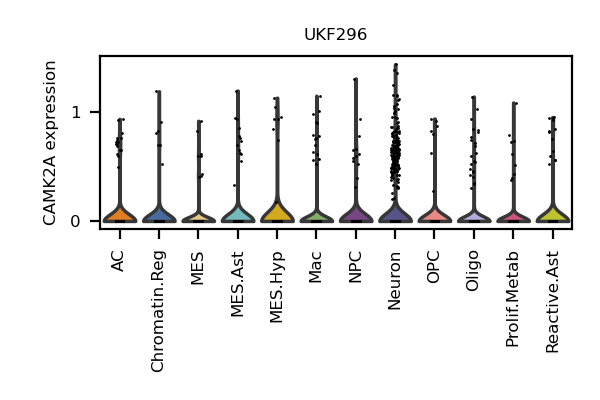 UKF296
CAMK2A expression
1
0
AC
Chromatin.Reg
MES
MES.Ast
MES.Hyp
Mac
NPC
Neuron
OPC
Oligo
Prolif.Metab
Reactive.Ast